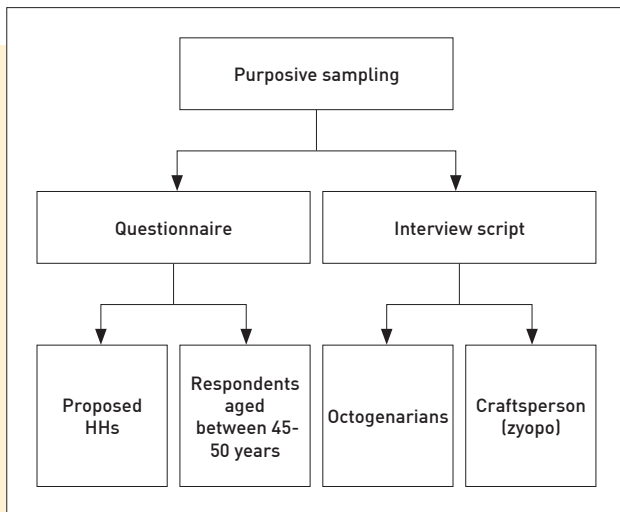 Purposive sampling
Questionnaire
Interview script
Proposed
HHs
Respondents
aged
between 45-
50 years
Octogenarians
Craftsperson
(zyopo)